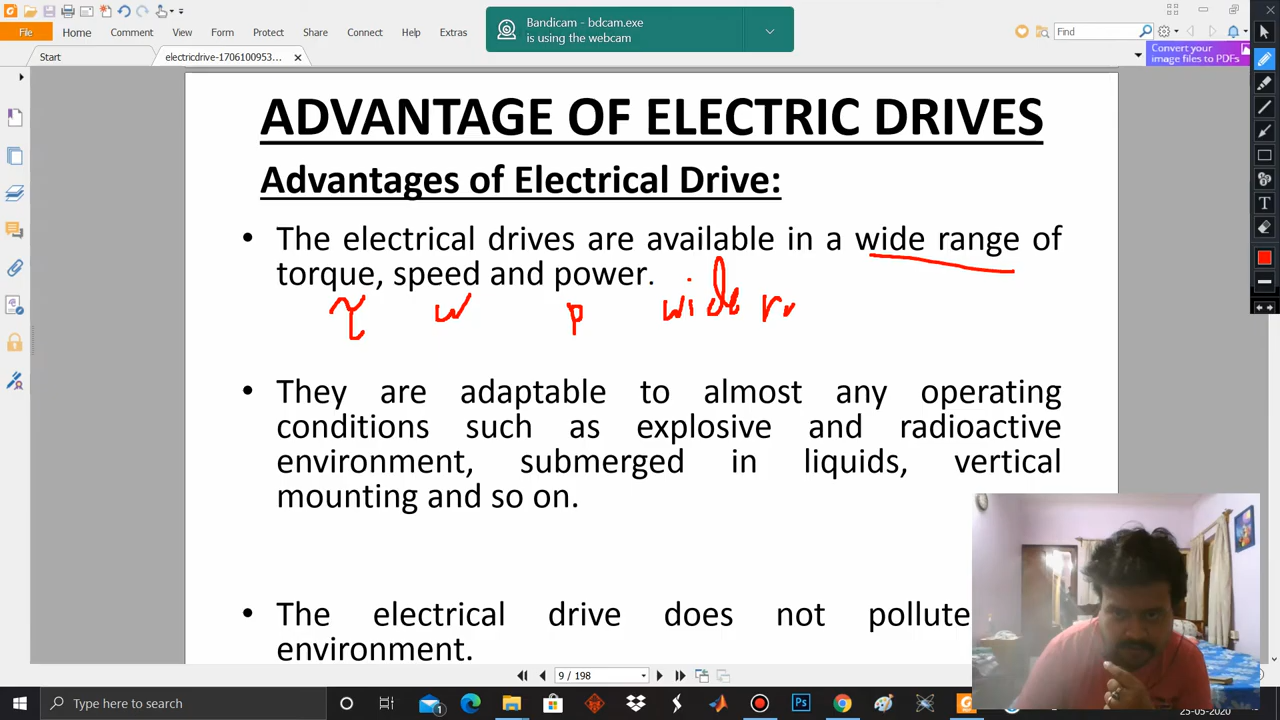 Bandicam - bdcam.exe
is using the webcam
File Home Comment View Form Protect Share Connect Help Extras
Find
Start
electricdrive-1706100953...
Convert your
image files to PDFs
ADVANTAGE OF ELECTRIC DRIVES
Advantages of Electrical Drive:
• The electrical drives are available in a wide range of
torque, speed and power.
τ ω p wide ra
• They are adaptable to almost any operating
conditions such as explosive and radioactive
environment, submerged in liquids, vertical
mounting and so on.
• The electrical drive does not pollute
environment.
9 / 198
Type here to search
25-05-2020